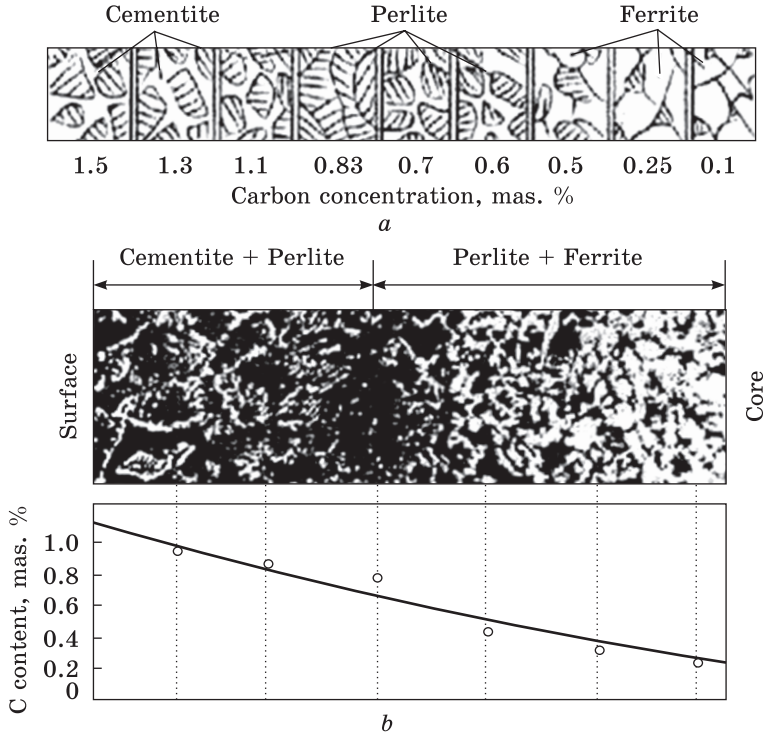 Cementite Perlite Ferrite
1.5 1.3 1.1 0.83 0.7 0.6 0.5 0.25 0.1
Carbon concentration, mas. %
a
Cementite + Perlite Perlite + Ferrite
Surface
Core
C content, mas. %
1.0
0.8
0.6
0.4
0.2
0
b